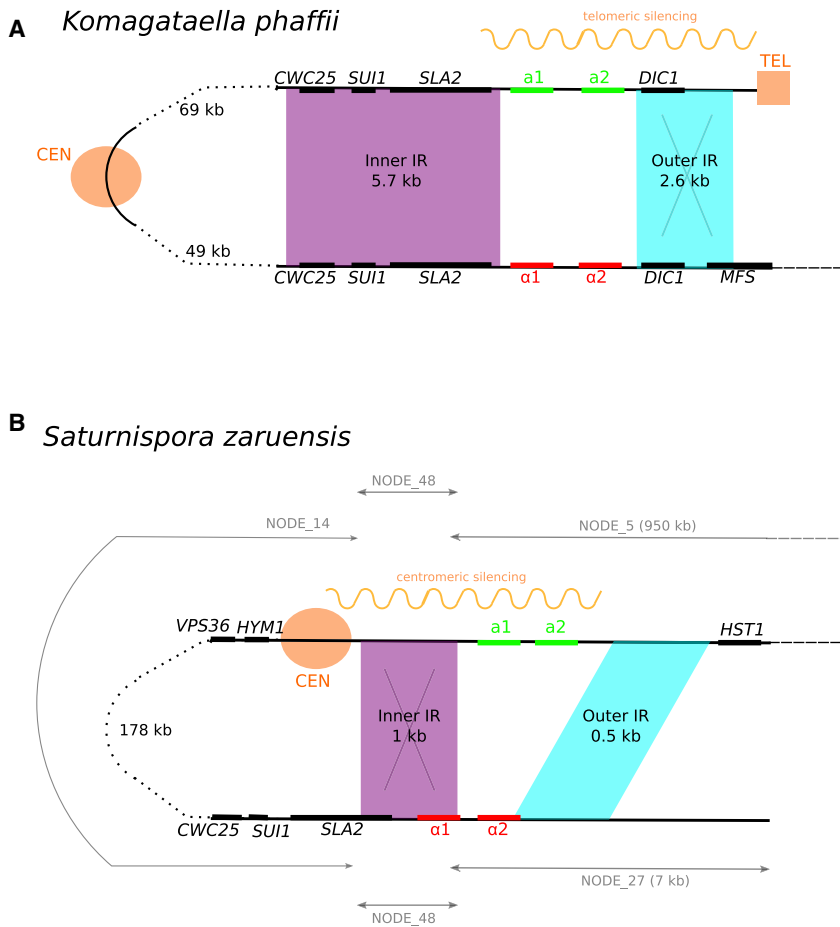 A
Komagataella phaffii
telomeric silencing
TEL
CWC25 SUI1 SLA2 a1 a2 DIC1
69 kb
CEN
Inner IR
5.7 kb
Outer IR
2.6 kb
49 kb
CWC25 SUI1 SLA2 α1 α2 DIC1 MFS
B
Saturnispora zaruensis
NODE_48
NODE_14
NODE_5 (950 kb)
centromeric silencing
VPS36 HYM1 a1 a2 HST1
CEN
178 kb
Inner IR
1 kb
Outer IR
0.5 kb
CWC25 SUI1 SLA2 α1 α2
NODE_27 (7 kb)
NODE_48